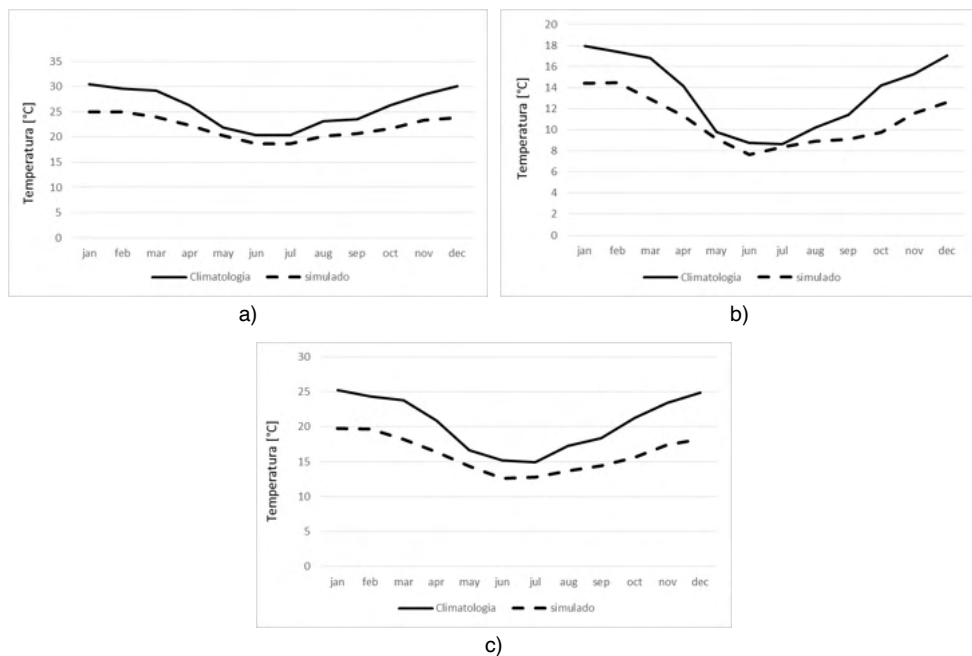 Temperatura [°C]
35
30
25
20
15
10
5
0
jan feb mar apr may jun jul aug sep oct nov dec
Climatologia simulado
a)
Temperatura [°C]
20
18
16
14
12
10
8
6
4
2
0
jan feb mar apr may jun jul aug sep oct nov dec
Climatologia simulado
b)
Temperatura [°C]
30
25
20
15
10
5
0
jan feb mar apr may jun jul aug sep oct nov dec
Climatologia simulado
c)